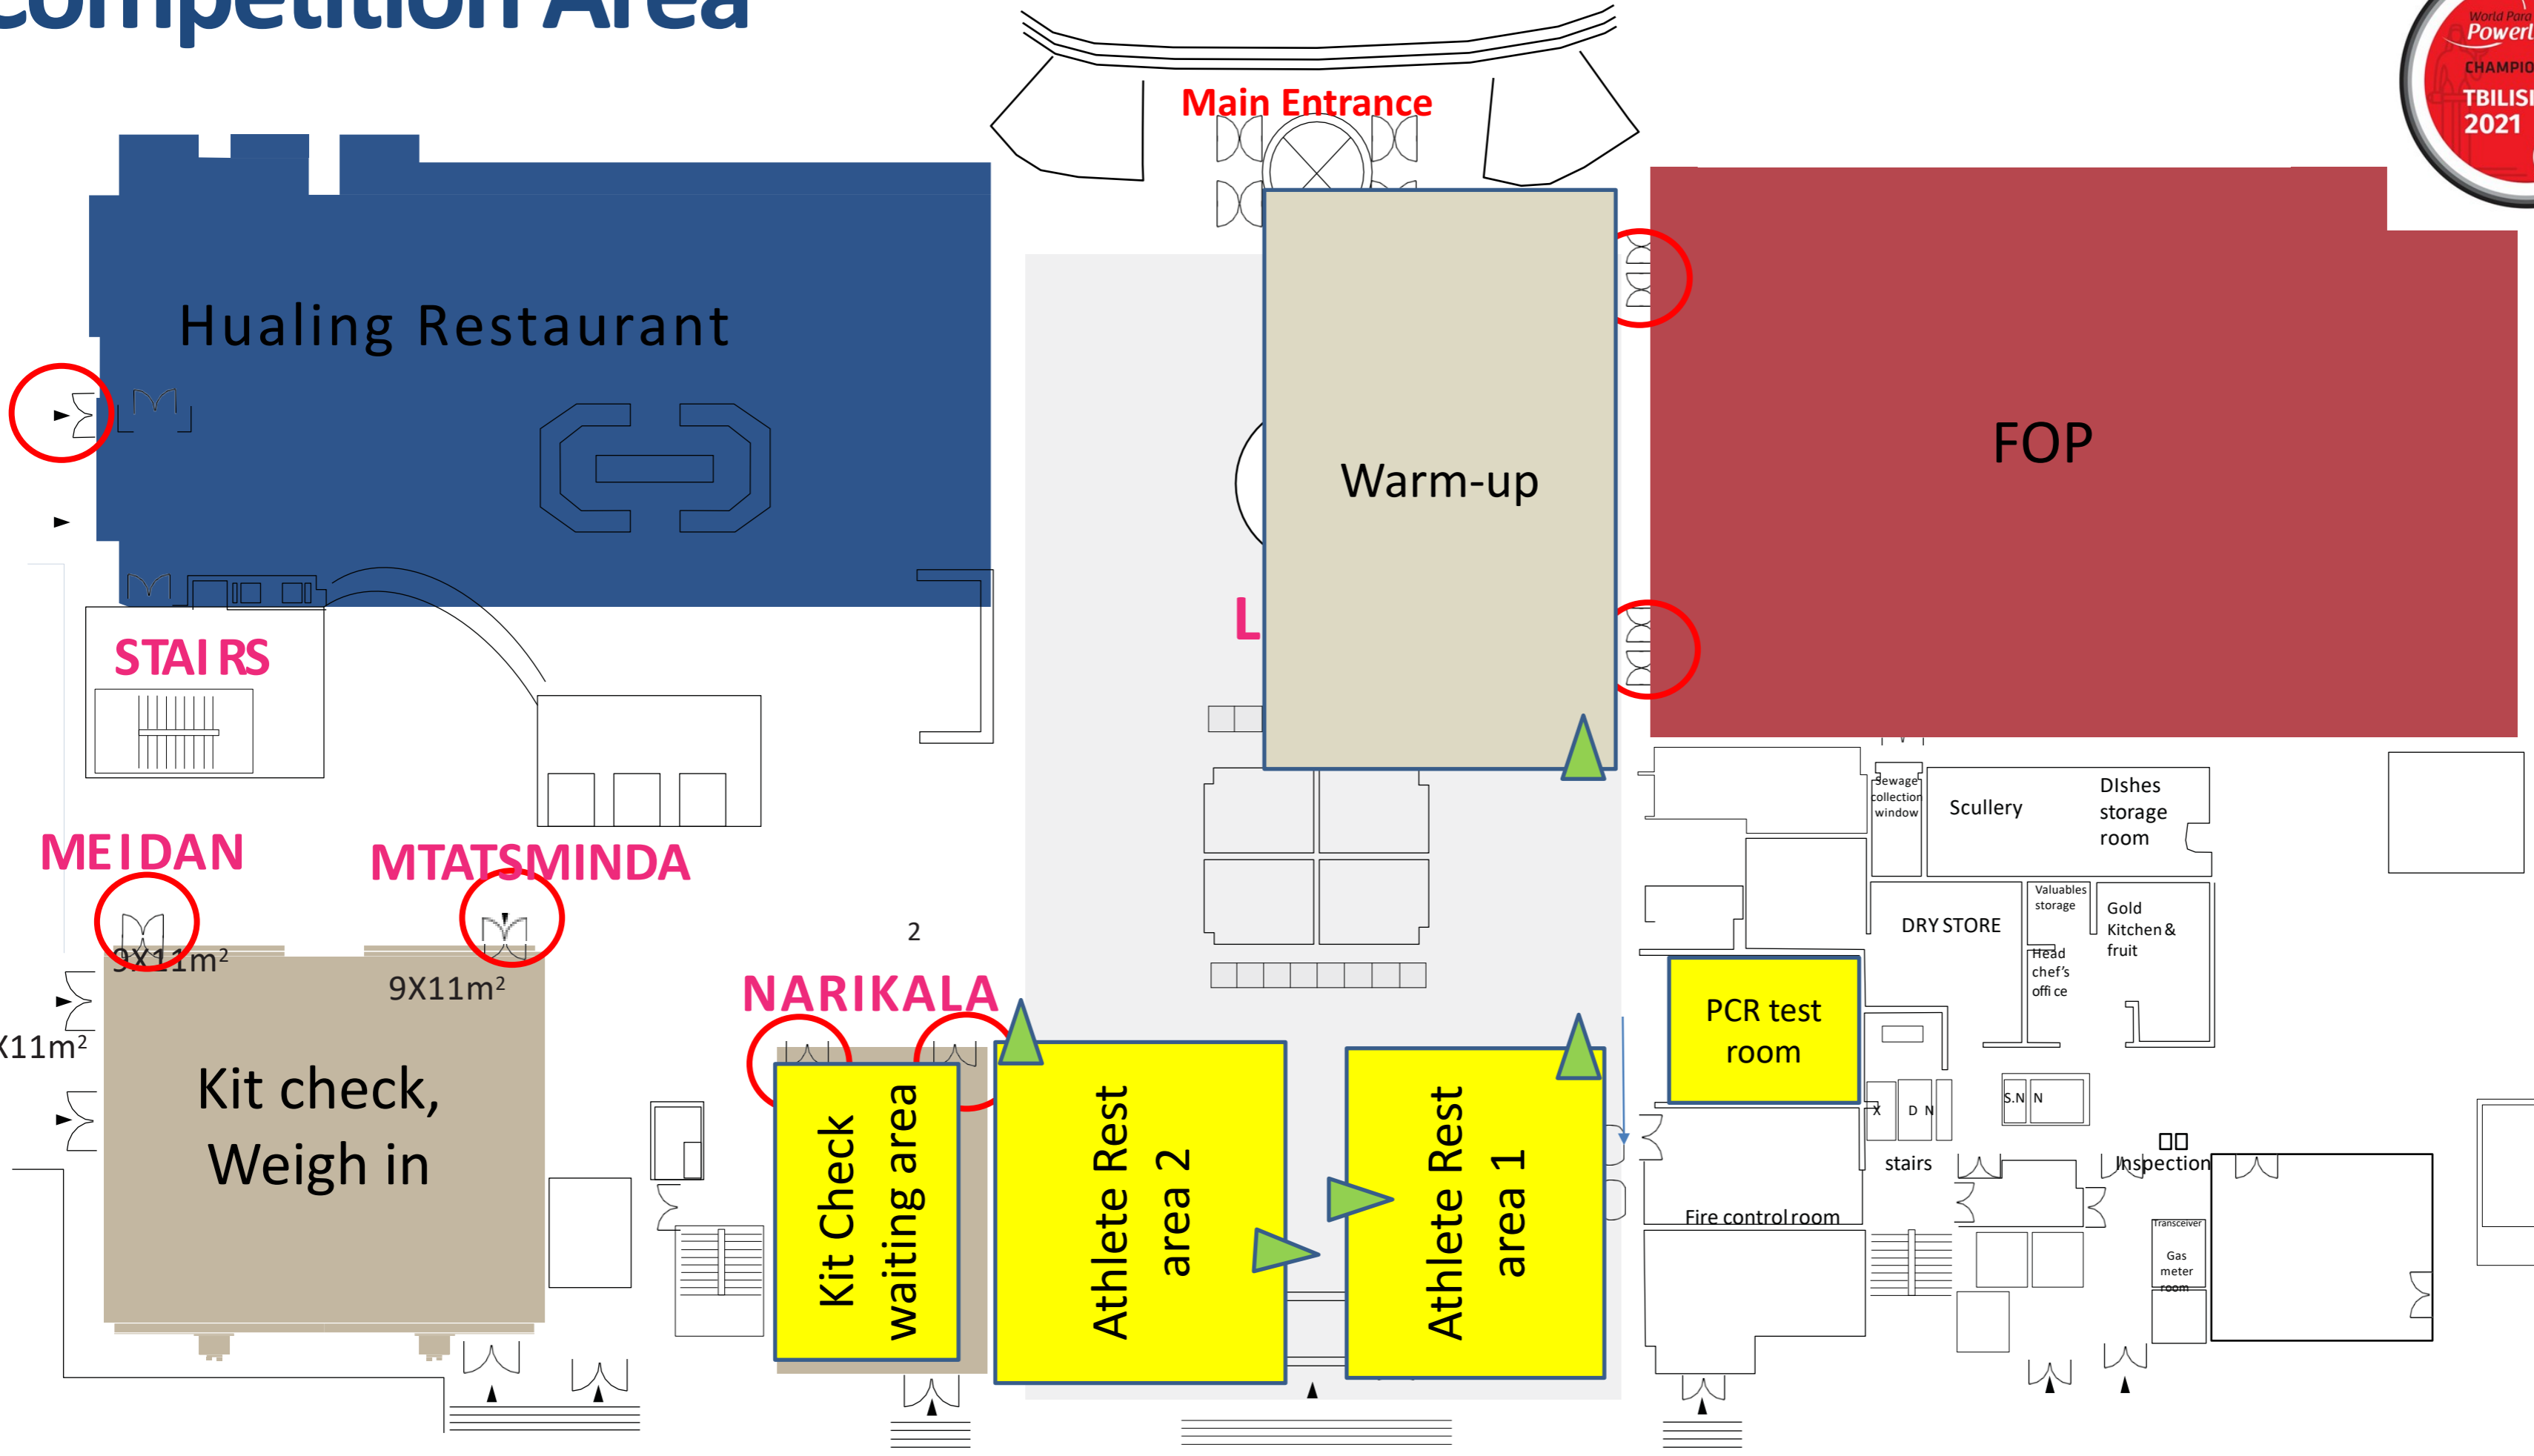 Competition Area
World Para
CHAMPIO
TBILIS
2021
Main Entrance
Hualing Restaurant
Warm-up
FOP
L
STAIRS
MEIDAN
MTATSMINDA
9X11m²
9X11m²
X11m²
2
NARIKALA
Kit check,
Weigh in
Kit Check
waiting area
Athlete Rest
area 2
Athlete Rest
area 1
PCR test
room
Sewage
collection
window
Scullery
DIshes
storage
room
DRY STORE
Valuables
storage
Gold
Kitchen &
fruit
Head
chef's
office
X
D N
S.N N
stairs
Inspection
Fire control room
Transceiver
Gas
meter
room